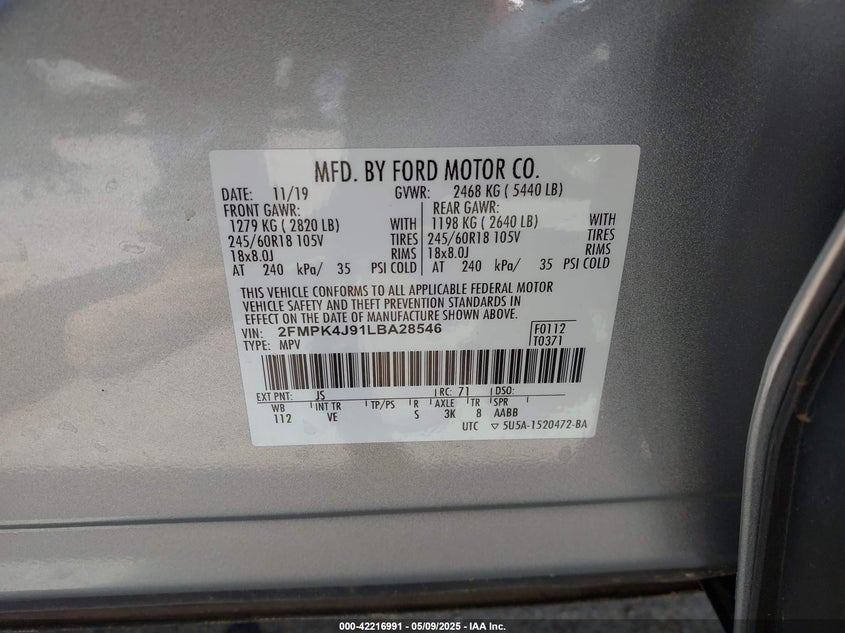 MFD. BY FORD MOTOR CO.
DATE: 11/19 GVWR: 2468 KG ( 5440 LB)
FRONT GAWR: REAR GAWR:
1279 KG ( 2820 LB) WITH 1198 KG ( 2640 LB) WITH
245/60R18 105V TIRES 245/60R18 105V TIRES
18x8.0J RIMS 18x8.0J RIMS
AT 240 kPa/ 35 PSI COLD AT 240 kPa/ 35 PSI COLD
THIS VEHICLE CONFORMS TO ALL APPLICABLE FEDERAL MOTOR
VEHICLE SAFETY AND THEFT PREVENTION STANDARDS IN
EFFECT ON THE DATE OF MANUFACTURE SHOWN ABOVE.
VIN: 2FMPK4J91LBA28546 F0112
TYPE: MPV T0371
EXT PNT: JS RC: 71 DSO:
WB INT TR TP/PS R AXLE TR SPR
112 VE S 3K 8 AABB
UTC ▽ 5U5A-1520472-BA
000-42216991 | 05/09/2025 – IAA Inc.